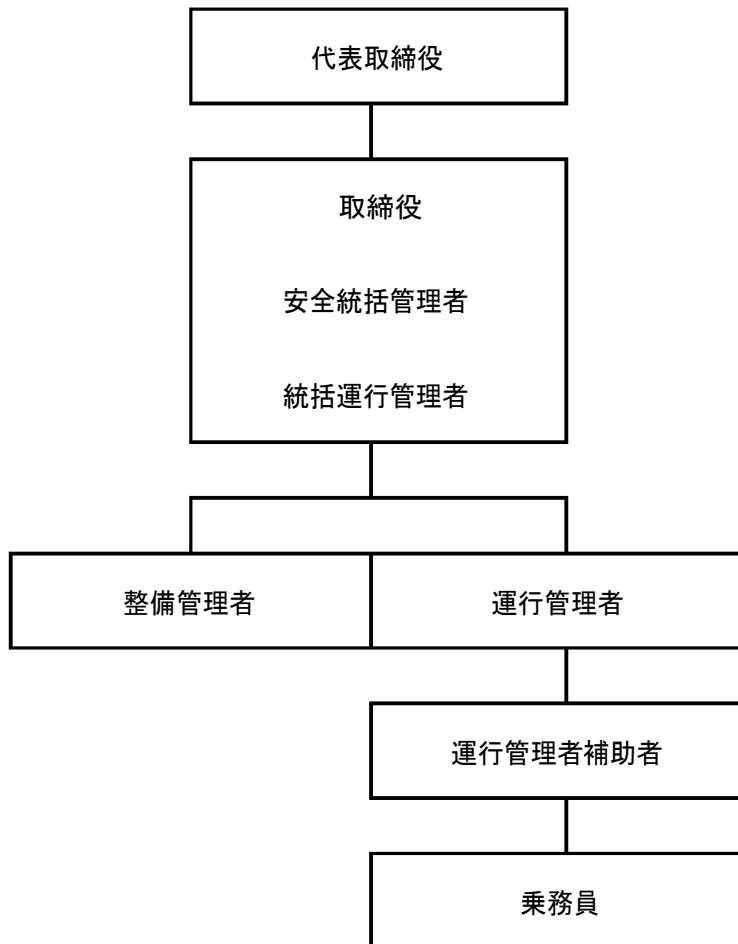 代表取締役
取締役
安全統括管理者
統括運行管理者
整備管理者
運行管理者
運行管理者補助者
乗務員